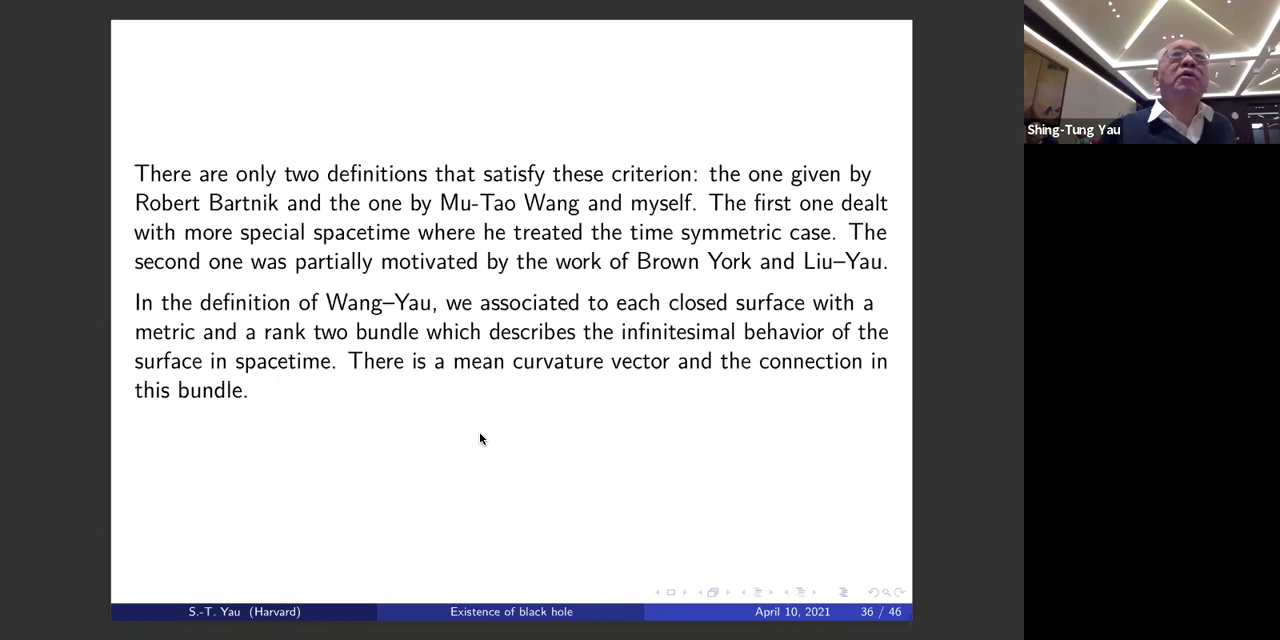 There are only two definitions that satisfy these criterion: the one given by
Robert Bartnik and the one by Mu-Tao Wang and myself. The first one dealt
with more special spacetime where he treated the time symmetric case. The
second one was partially motivated by the work of Brown York and Liu–Yau.
In the definition of Wang–Yau, we associated to each closed surface with a
metric and a rank two bundle which describes the infinitesimal behavior of the
surface in spacetime. There is a mean curvature vector and the connection in
this bundle.
S.-T. Yau (Harvard) Existence of black hole April 10, 2021 36 / 46
Shing-Tung Yau